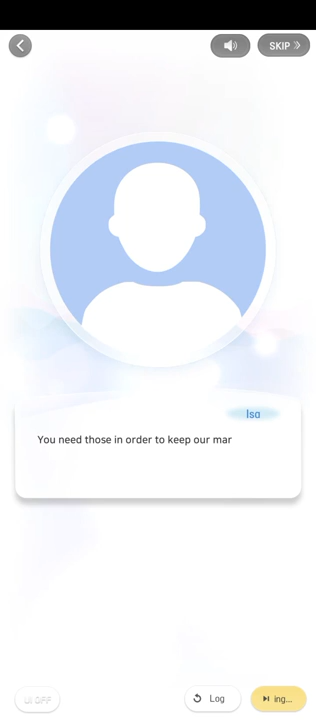 SKIP
Isa
You need those in order to keep our mar
UI OFF
Log
ing...